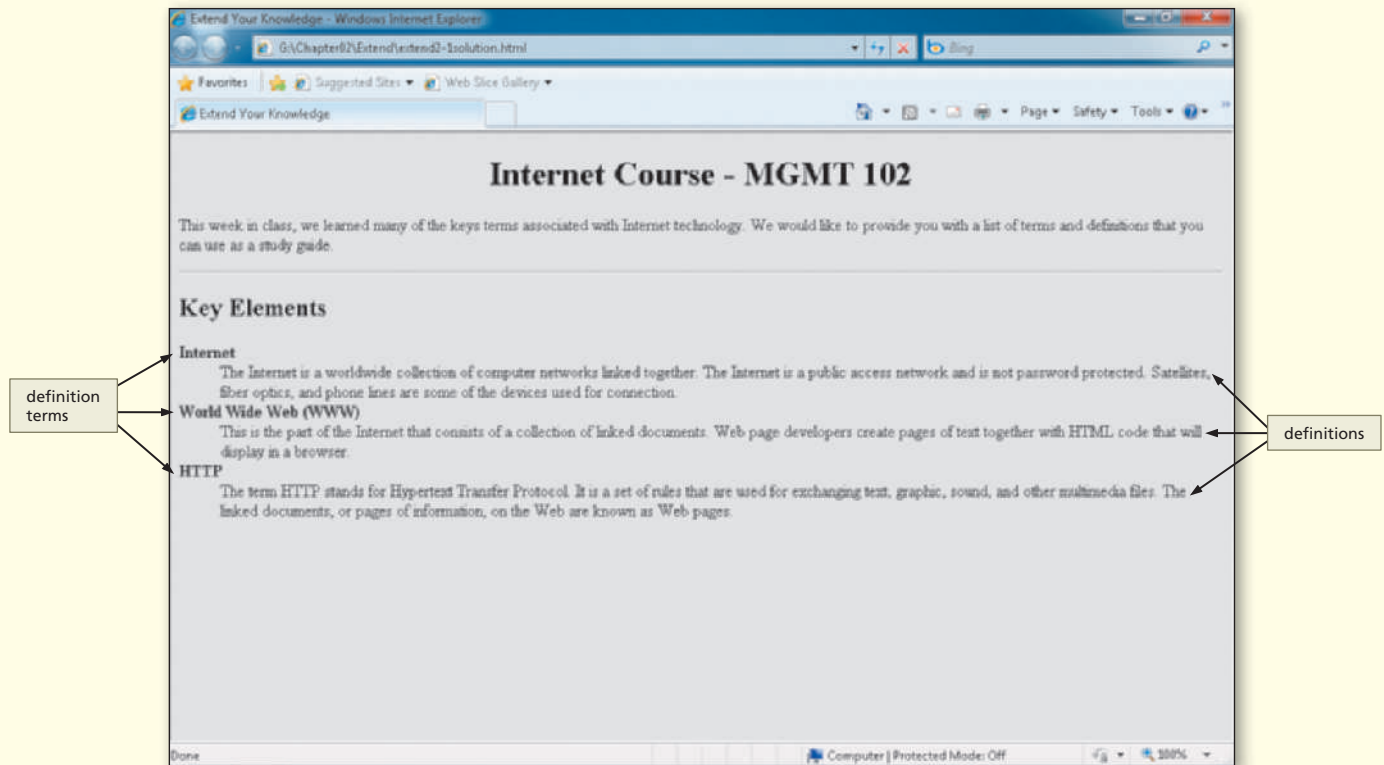 Extend Your Knowledge - Windows Internet Explorer
G:\Chapter02\Extend\extend2-1solution.html
Bing
Favorites Suggested Sites Web Slice Gallery
Extend Your Knowledge
Page Safety Tools
Internet Course - MGMT 102
This week in class, we learned many of the keys terms associated with Internet technology. We would like to provide you with a list of terms and definitions that you
can use as a study guide.
Key Elements
Internet
The Internet is a worldwide collection of computer networks linked together. The Internet is a public access network and is not password protected. Satellites,
fiber optics, and phone lines are some of the devices used for connection.
World Wide Web (WWW)
This is the part of the Internet that consists of a collection of linked documents. Web page developers create pages of text together with HTML code that will
display in a browser.
HTTP
The term HTTP stands for Hypertext Transfer Protocol. It is a set of rules that are used for exchanging text, graphic, sound, and other multimedia files. The
linked documents, or pages of information, on the Web are known as Web pages.
definition
terms
definitions
Done
Computer | Protected Mode: Off
100%